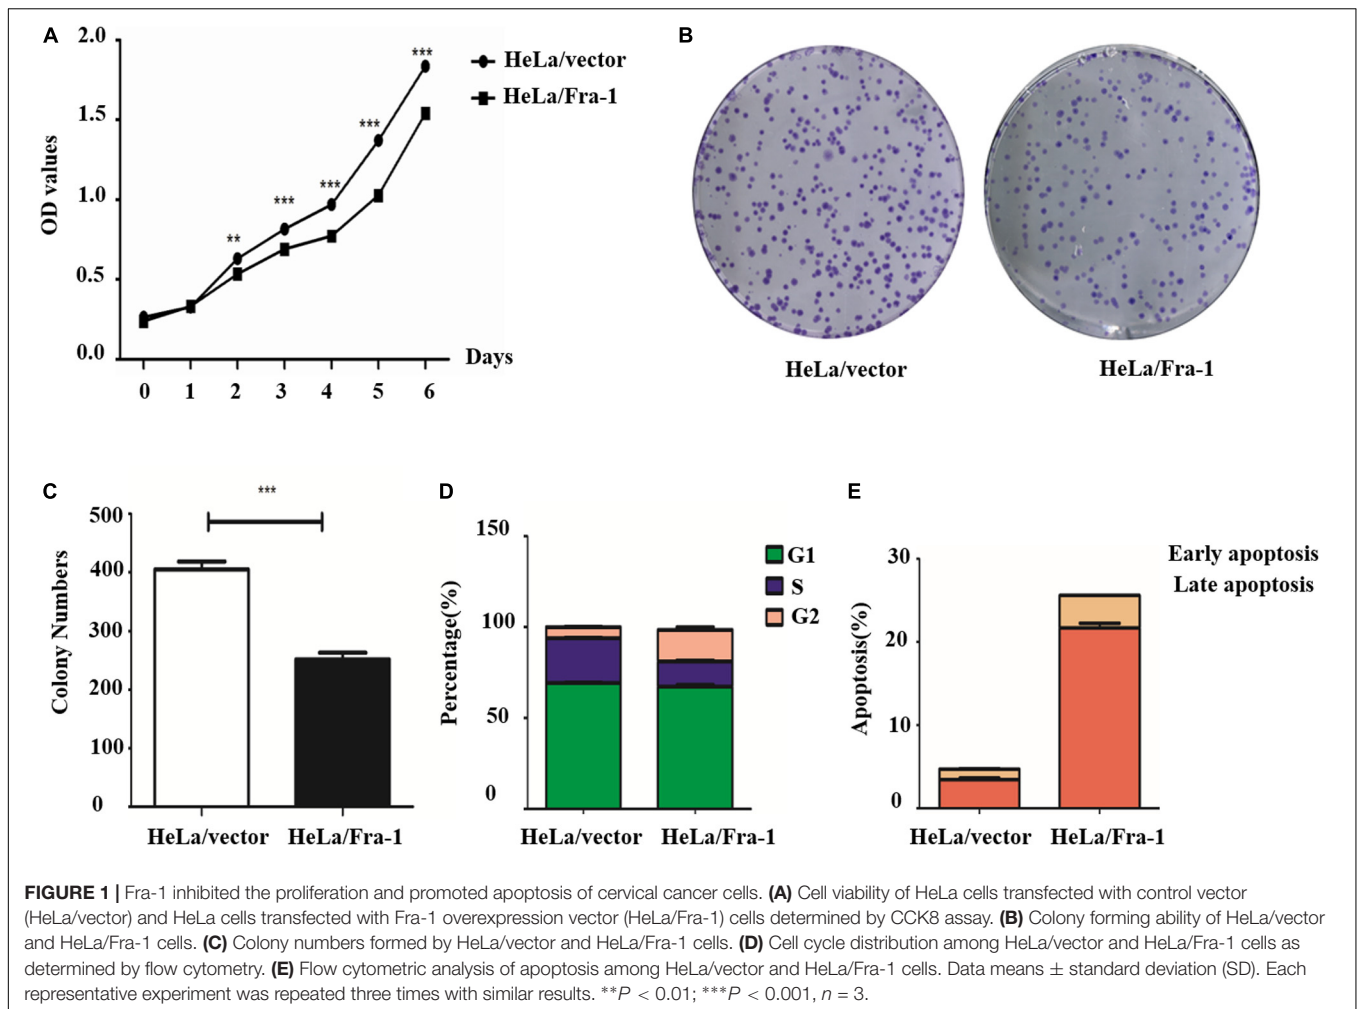 A
2.0
1.5
1.0
0.5
0.0
OD values
**
***
***
***
***
HeLa/vector
HeLa/Fra-1
Days
0 1 2 3 4 5 6
B
HeLa/vector
HeLa/Fra-1
C
***
500
400
300
200
100
0
Colony Numbers
HeLa/vector HeLa/Fra-1
D
150
100
50
0
Percentage(%)
G1
S
G2
HeLa/vector HeLa/Fra-1
E
30
20
10
0
Apoptosis(%)
Early apoptosis
Late apoptosis
HeLa/vector HeLa/Fra-1
FIGURE 1 | Fra-1 inhibited the proliferation and promoted apoptosis of cervical cancer cells. (A) Cell viability of HeLa cells transfected with control vector
(HeLa/vector) and HeLa cells transfected with Fra-1 overexpression vector (HeLa/Fra-1) cells determined by CCK8 assay. (B) Colony forming ability of HeLa/vector
and HeLa/Fra-1 cells. (C) Colony numbers formed by HeLa/vector and HeLa/Fra-1 cells. (D) Cell cycle distribution among HeLa/vector and HeLa/Fra-1 cells as
determined by flow cytometry. (E) Flow cytometric analysis of apoptosis among HeLa/vector and HeLa/Fra-1 cells. Data means ± standard deviation (SD). Each
representative experiment was repeated three times with similar results. **P < 0.01; ***P < 0.001, n = 3.